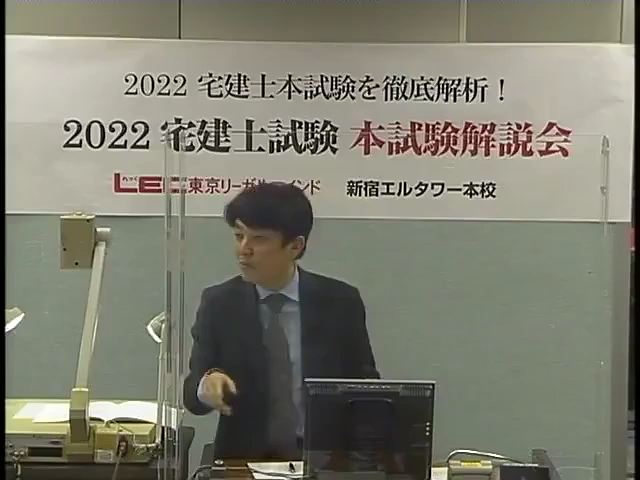 2022 宅建士本試験を徹底解析！
2022 宅建士試験 本試験解説会
LEC東京リーガルマインド 新宿エルタワー本校